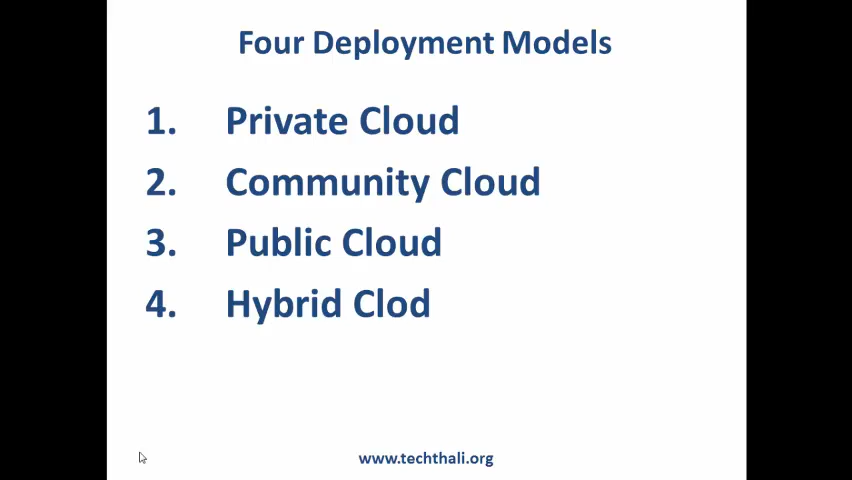 Four Deployment Models
1. Private Cloud
2. Community Cloud
3. Public Cloud
4. Hybrid Clod
www.techthali.org